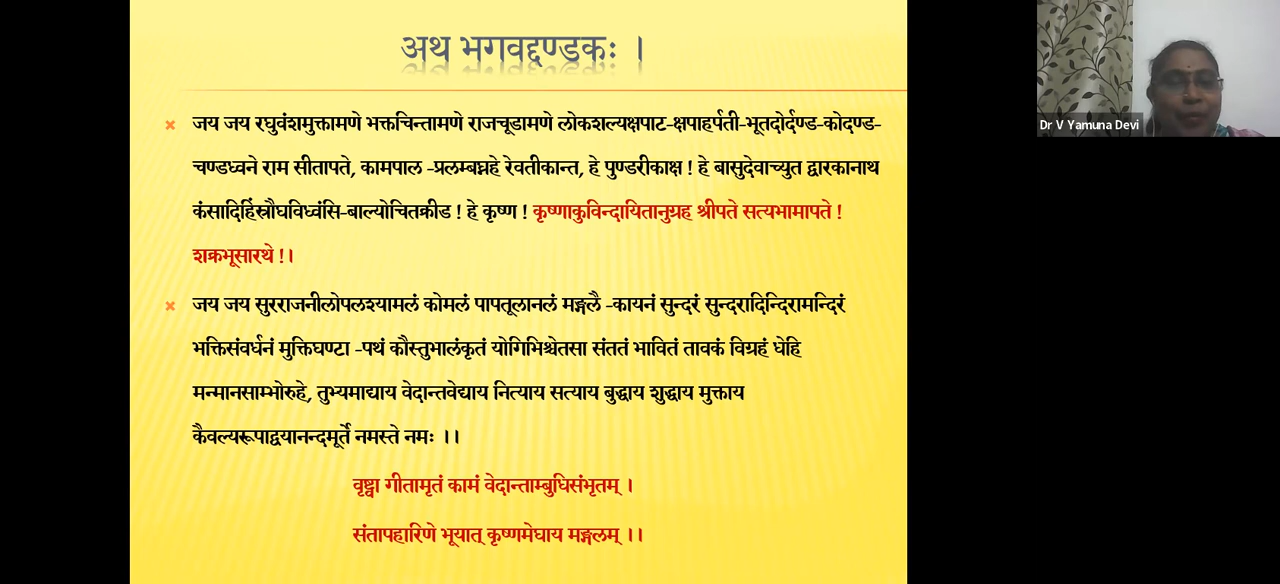 अथ भगवद्दण्डकः ।
Dr V Yamuna Devi
जय जय रघुवंशमुक्तामणे भक्तचिन्तामणे राजचूडामणे लोकशल्यक्षपाट-क्षपाहर्पती-भूतदोर्दण्ड-कोदण्ड-
चण्डध्वने राम सीतापते, कामपाल -प्रलम्बघ्नहे रेवतीकान्त, हे पुण्डरीकाक्ष ! हे बासुदेवाच्युत द्वारकानाथ
कंसादिहिंस्रौघविध्वंसि-बाल्योचितक्रीड ! हे कृष्ण ! कृष्णाकुविन्दायितानुग्रह श्रीपते सत्यभामापते !
शक्रभूसारथे !।
जय जय सुरराजनीलोपलश्यामलं कोमलं पापतूलानलं मङ्गलै -कायनं सुन्दरं सुन्दरादिन्दिरामन्दिरं
भक्तिसंवर्धनं मुक्तिघण्टा -पथं कौस्तुभालंकृतं योगिभिश्चेतसा संततं भावितं तावकं विग्रहं धेहि
मन्मानसाम्भोरुहे, तुभ्यमाद्याय वेदान्तवेद्याय नित्याय सत्याय बुद्धाय शुद्धाय मुक्ताय
कैवल्यरूपाद्वयानन्दमूर्ते नमस्ते नमः ।।
वृष्ट्वा गीतामृतं कामं वेदान्ताम्बुधिसंभृतम् ।
संतापहारिणे भूयात् कृष्णमेघाय मङ्गलम् ।।